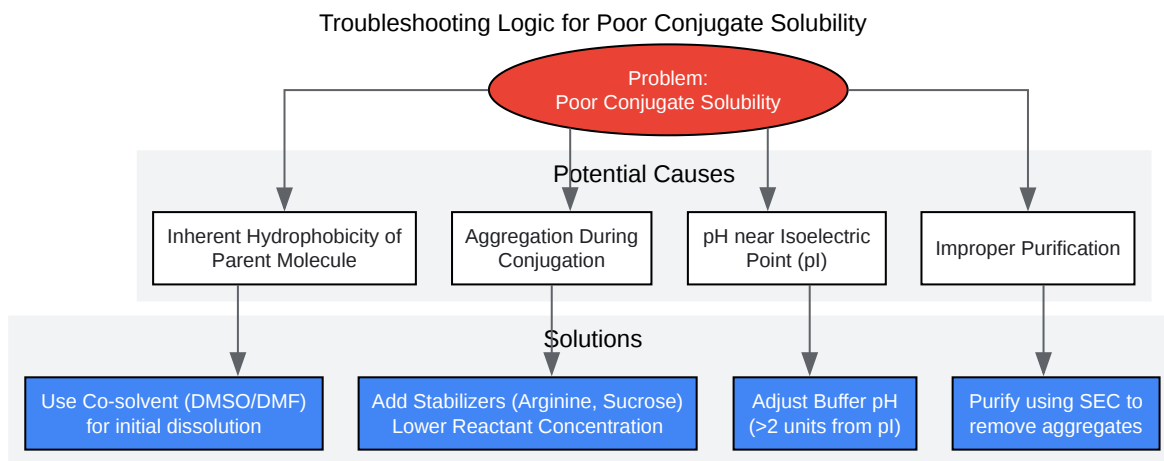 Troubleshooting Logic for Poor Conjugate Solubility
Problem:
Poor Conjugate Solubility
Potential Causes
Inherent Hydrophobicity of
Parent Molecule
Aggregation During
Conjugation
pH near Isoelectric
Point (pI)
Improper Purification
Solutions
Use Co-solvent (DMSO/DMF)
for initial dissolution
Add Stabilizers (Arginine, Sucrose)
Lower Reactant Concentration
Adjust Buffer pH
(>2 units from pI)
Purify using SEC to
remove aggregates